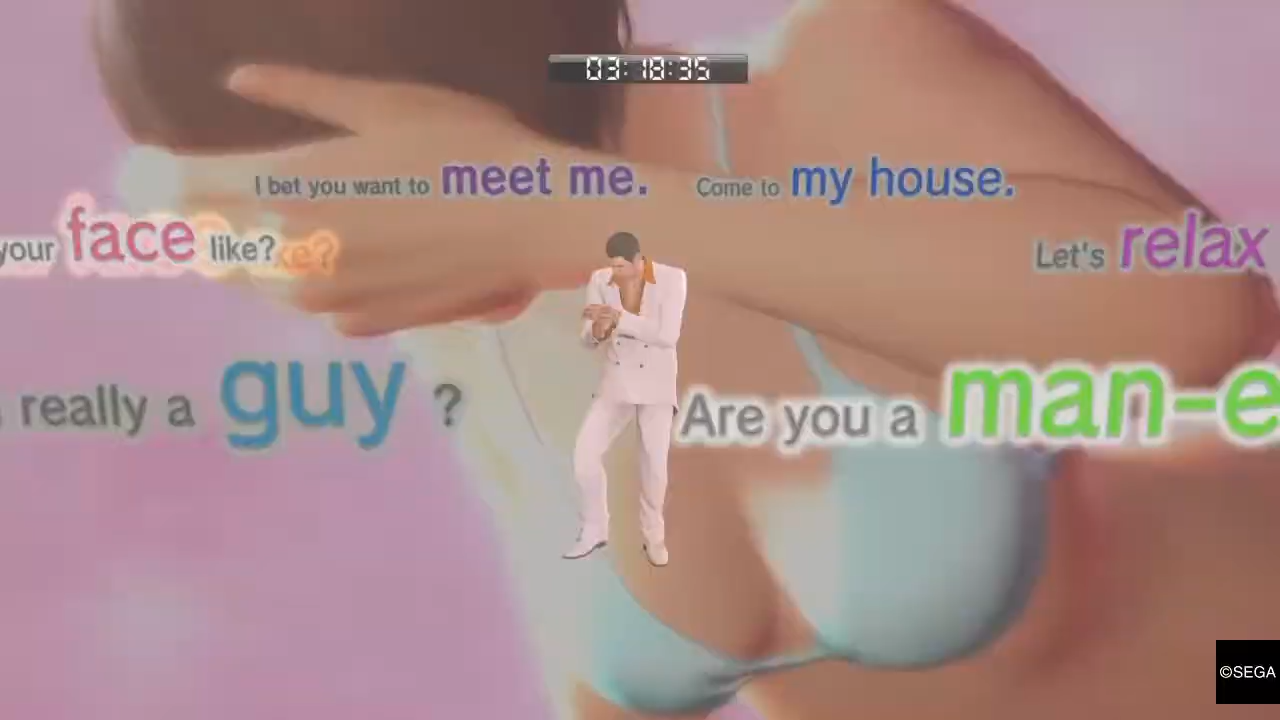 03:18:35
I bet you want to meet me. Come to my house.
your face like?
Let's relax
really a guy ?
Are you a man-e
©SEGA